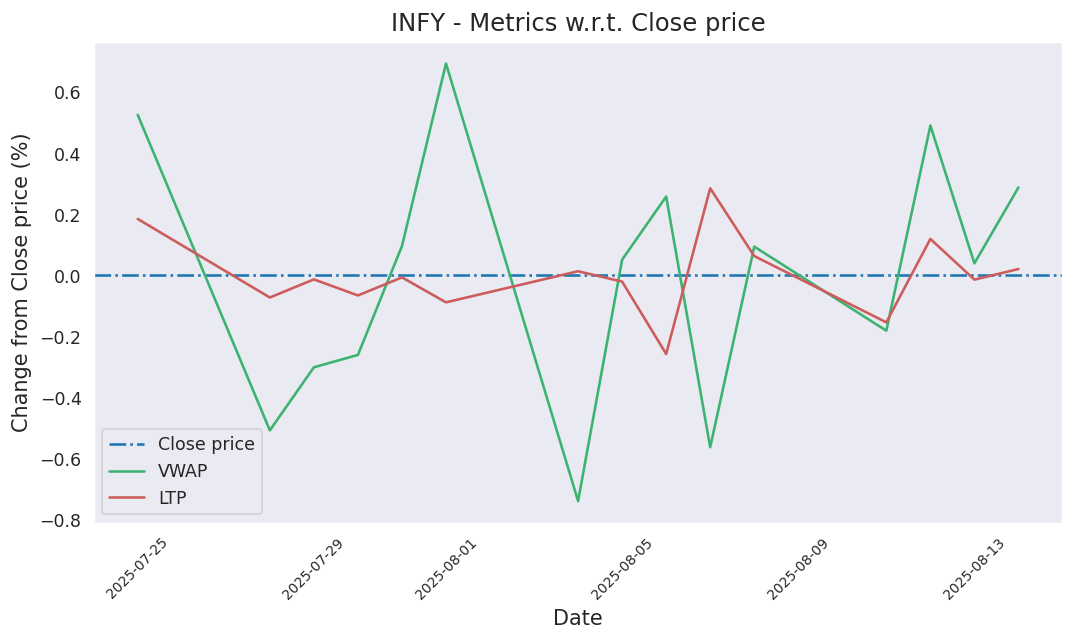 INFY - Metrics w.r.t. Close price
Change from Close price (%)
0.6
0.4
0.2
0.0
−0.2
−0.4
−0.6
−0.8
Close price
VWAP
LTP
2025-07-25
2025-07-29
2025-08-01
2025-08-05
2025-08-09
2025-08-13
Date